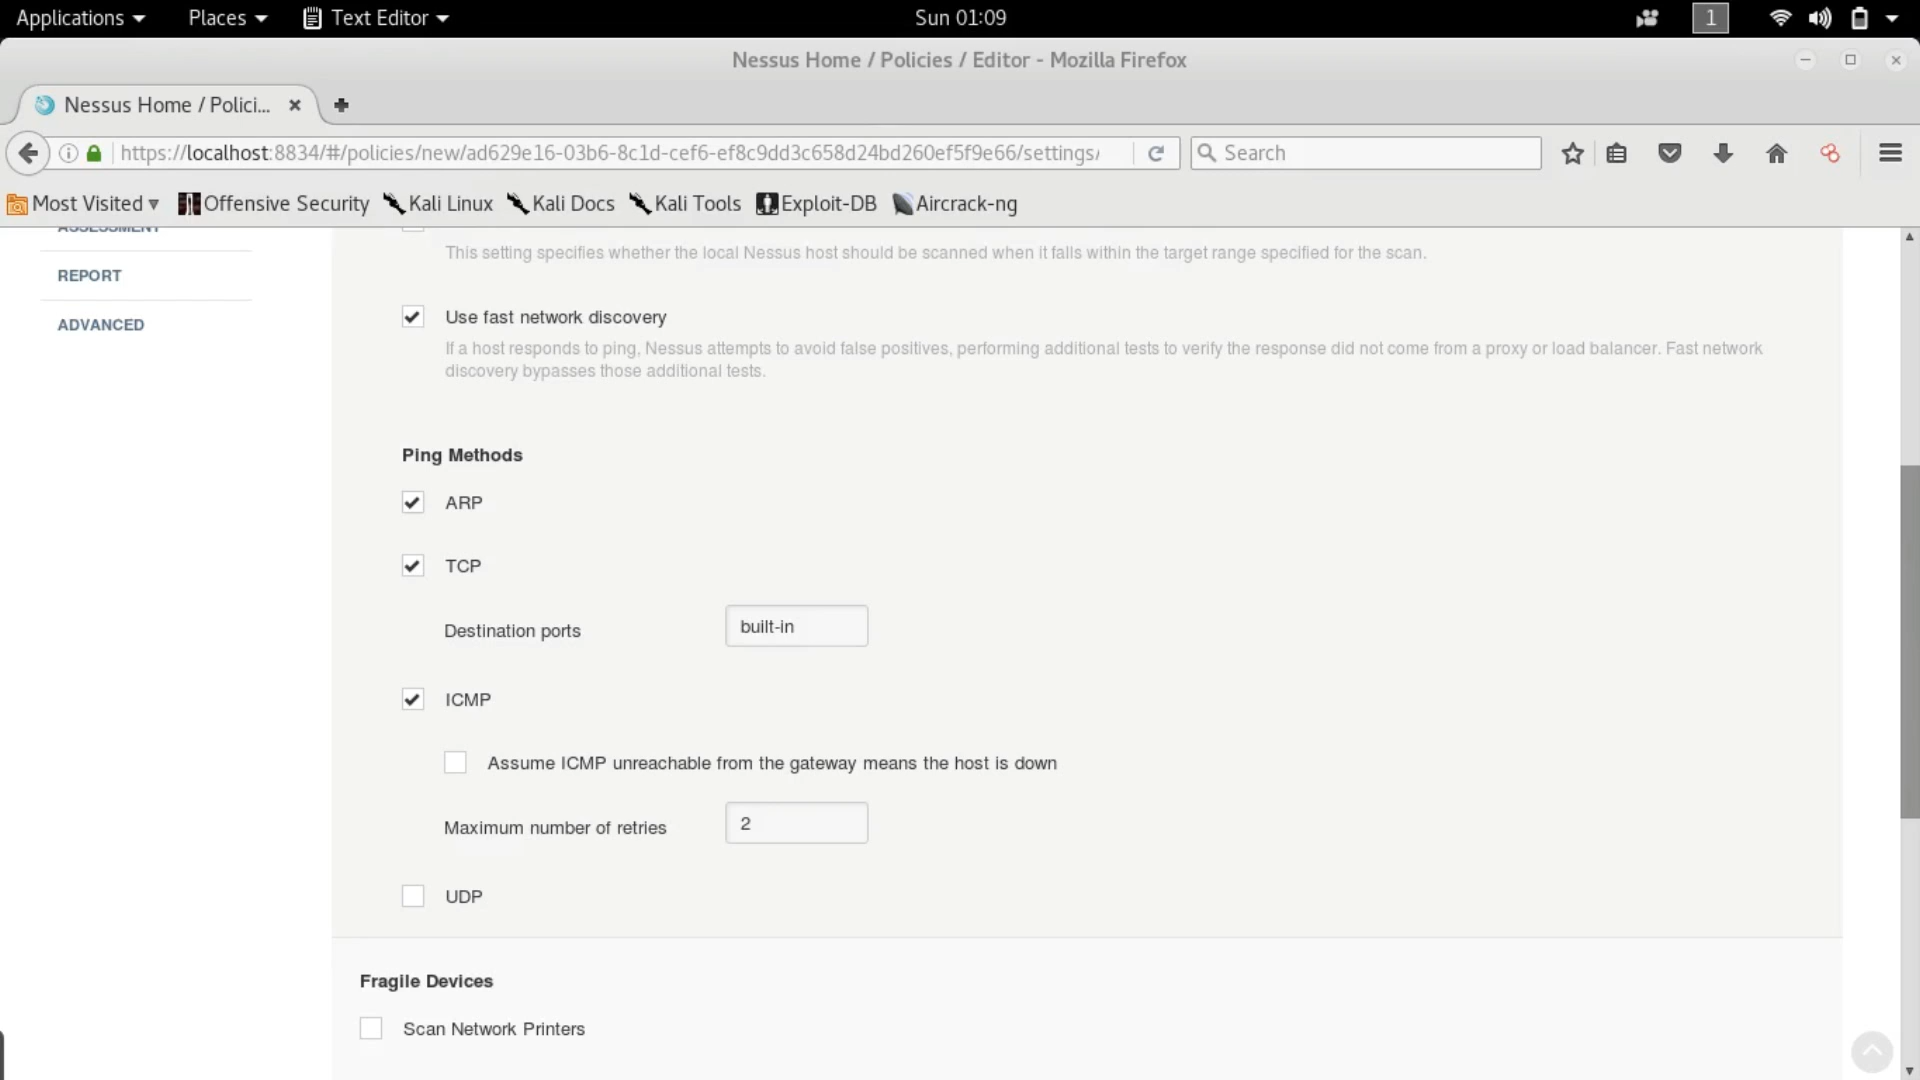 Applications Places Text Editor Sun 01:09 1
Nessus Home / Policies / Editor - Mozilla Firefox
Nessus Home / Polici...
https://localhost:8834/#/policies/new/ad629e16-03b6-8c1d-cef6-ef8c9dd3c658d24bd260ef5f9e66/settings/ Search
Most Visited Offensive Security Kali Linux Kali Docs Kali Tools Exploit-DB Aircrack-ng
ASSESSMENT
This setting specifies whether the local Nessus host should be scanned when it falls within the target range specified for the scan.
REPORT
Use fast network discovery
ADVANCED
If a host responds to ping, Nessus attempts to avoid false positives, performing additional tests to verify the response did not come from a proxy or load balancer. Fast network
discovery bypasses those additional tests.
Ping Methods
ARP
TCP
Destination ports built-in
ICMP
Assume ICMP unreachable from the gateway means the host is down
Maximum number of retries 2
UDP
Fragile Devices
Scan Network Printers